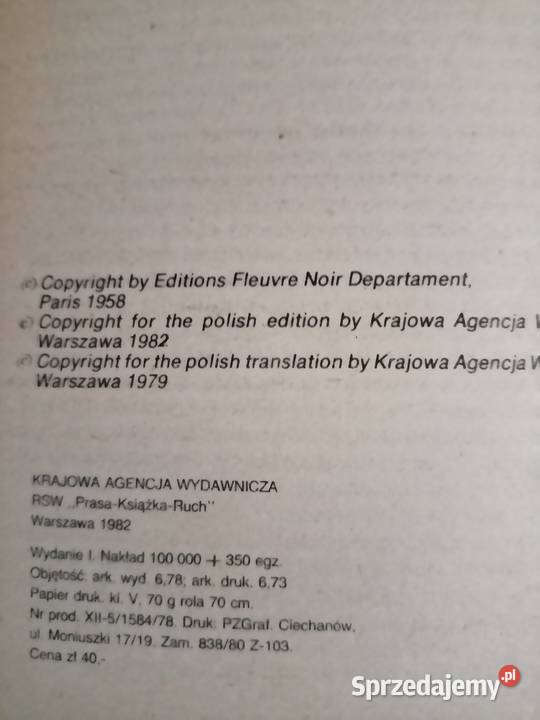 © Copyright by Editions Fleuvre Noir Departament,
Paris 1958
© Copyright for the polish edition by Krajowa Agencja W
Warszawa 1982
© Copyright for the polish translation by Krajowa Agencja W
Warszawa 1979
KRAJOWA AGENCJA WYDAWNICZA
RSW „Prasa-Książka-Ruch"
Warszawa 1982
Wydanie I. Nakład 100 000 + 350 egz.
Objętość: ark. wyd. 6,78; ark. druk. 6,73
Papier druk. kl. V, 70 g rola 70 cm.
Nr prod. XII-5/1584/78. Druk: PZGraf. Ciechanów,
ul. Moniuszki 17/19. Zam. 838/80 Z-103.
Cena zł 40,-
Sprzedajemy.pl